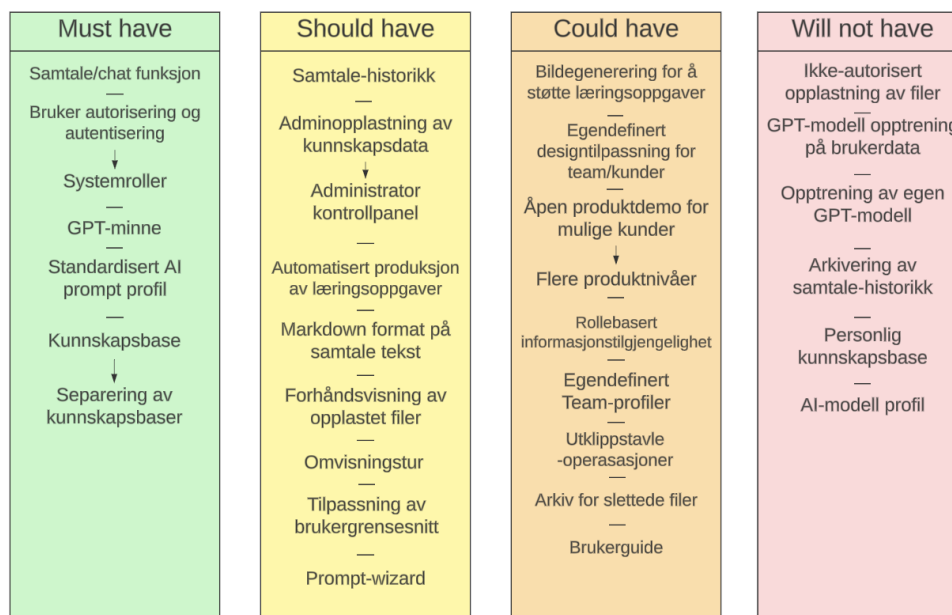 Must have
Samtale/chat funksjon
Bruker autorisering og
autentisering
Systemroller
GPT-minne
Standardisert AI
prompt profil
Kunnskapsbase
Separering av
kunnskapsbaser
Should have
Samtale-historikk
Adminopplastning av
kunnskapsdata
Administrator
kontrollpanel
Automatisert produksjon
av læringsoppgaver
Markdown format på
samtale tekst
Forhåndsvisning av
opplastet filer
Omvisningstur
Tilpassning av
brukergrensesnitt
Prompt-wizard
Could have
Bildegenerering for å
støtte læringsoppgaver
Egendefinert
designtilpassning for
team/kunder
Åpen produktdemo for
mulige kunder
Flere produktnivåer
Rollebasert
informasjonstilgjengelighet
Egendefinert
Team-profiler
Utklippstavle
-operasasjoner
Arkiv for slettede filer
Brukerguide
Will not have
Ikke-autorisert
opplastning av filer
GPT-modell opptrening
på brukerdata
Opptrening av egen
GPT-modell
Arkivering av
samtale-historikk
Personlig
kunnskapsbase
AI-modell profil